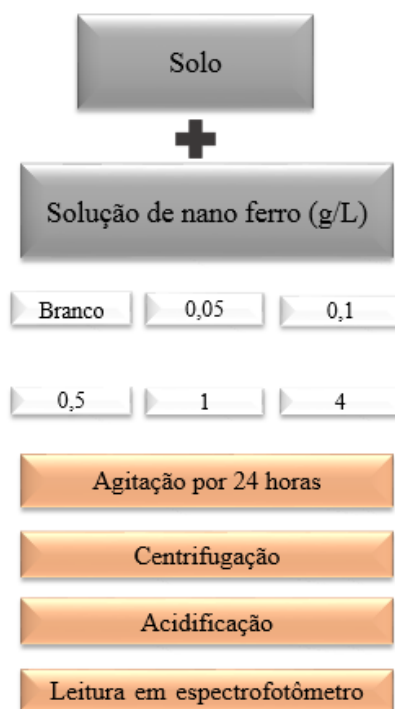 Solo
Solução de nano ferro (g/L)
Branco 0,05 0,1
0,5 1 4
Agitação por 24 horas
Centrifugação
Acidificação
Leitura em espectrofotômetro